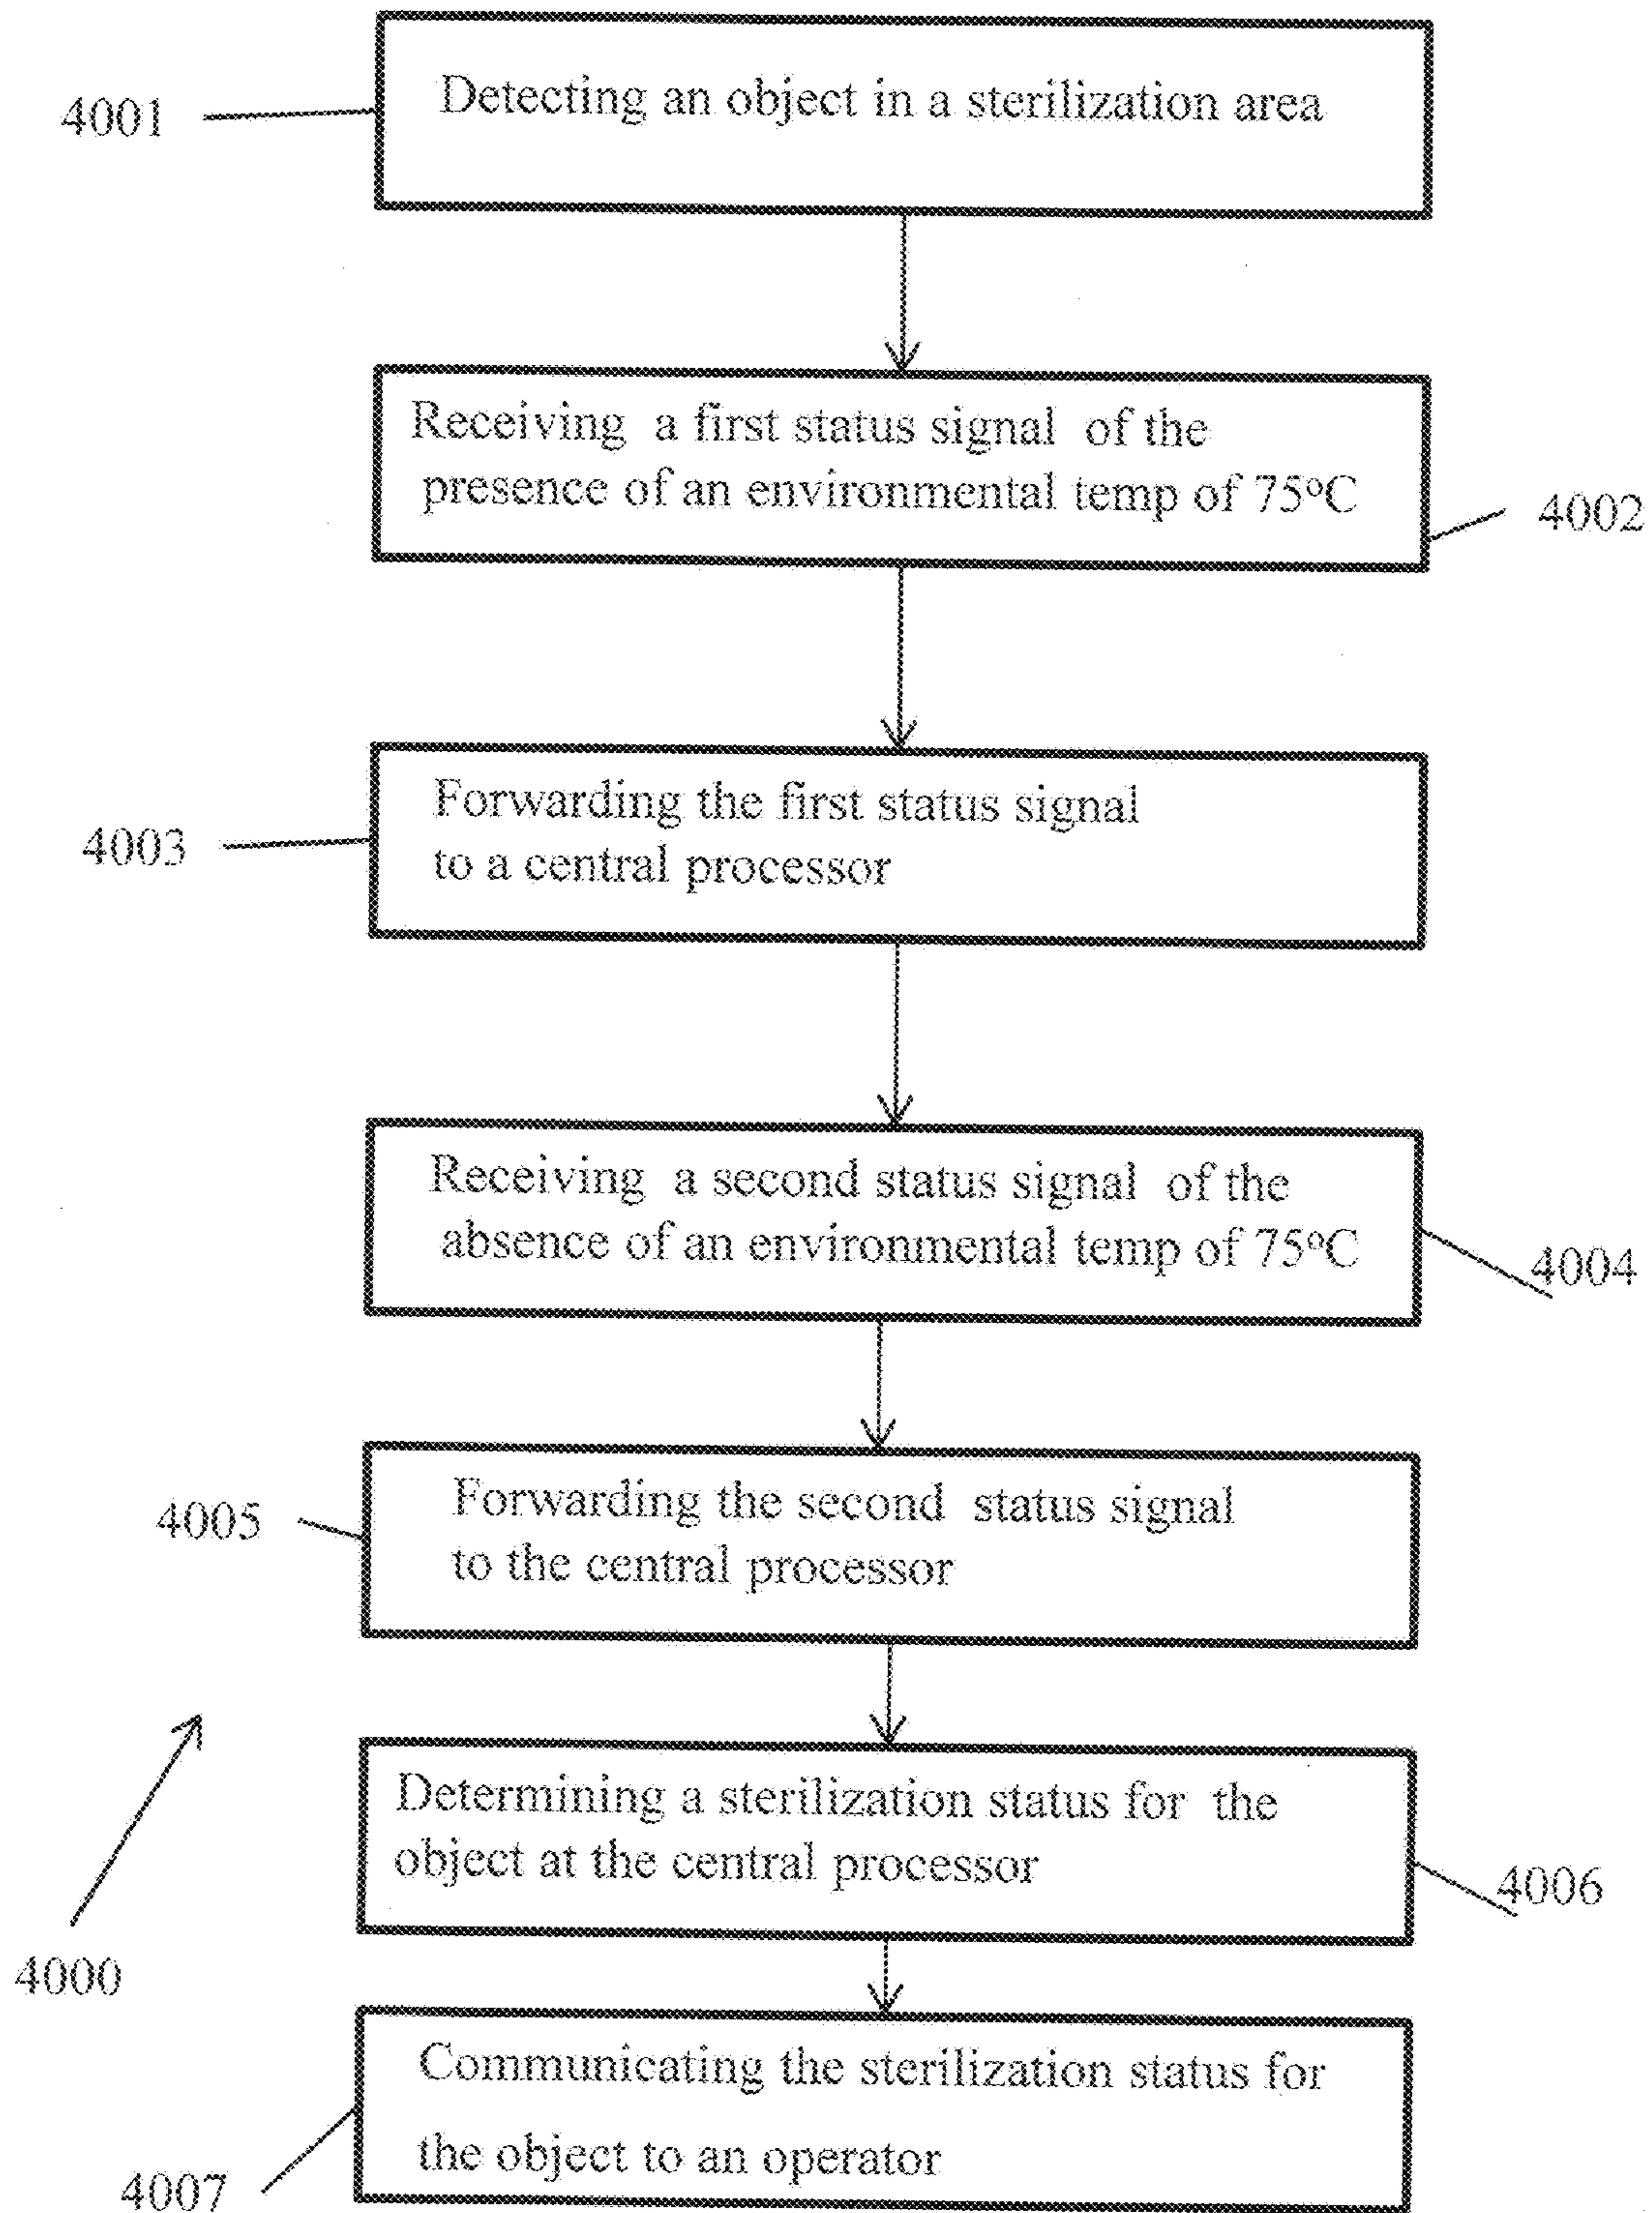 4001
Detecting an object in a sterilization area
Receiving a first status signal of the
presence of an environmental temp of 75ºC
4002
4003
Forwarding the first status signal
to a central processor
Receiving a second status signal of the
absence of an environmental temp of 75ºC
4004
4005
Forwarding the second status signal
to the central processor
Determining a sterilization status for the
object at the central processor
4006
4000
Communicating the sterilization status for
the object to an operator
4007